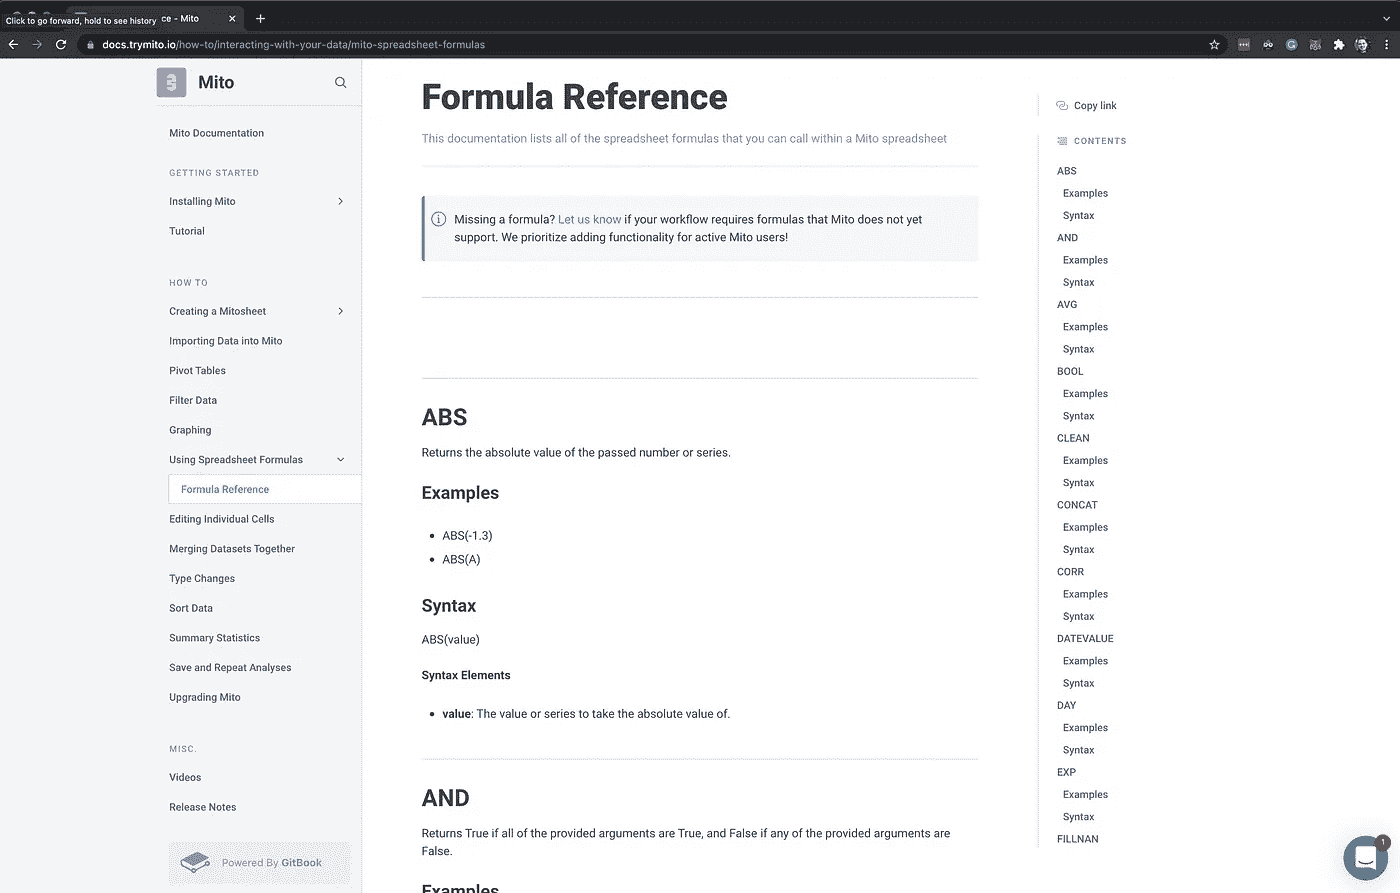 Click to go forward, hold to see history
ce - Mito
docs.trymito.io/how-to/interacting-with-your-data/mito-spreadsheet-formulas
Mito
Mito Documentation
GETTING STARTED
Installing Mito
Tutorial
HOW TO
Creating a Mitosheet
Importing Data into Mito
Pivot Tables
Filter Data
Graphing
Using Spreadsheet Formulas
Formula Reference
Editing Individual Cells
Merging Datasets Together
Type Changes
Sort Data
Summary Statistics
Save and Repeat Analyses
Upgrading Mito
MISC.
Videos
Release Notes
Powered By GitBook
Formula Reference
This documentation lists all of the spreadsheet formulas that you can call within a Mito spreadsheet
Missing a formula? Let us know if your workflow requires formulas that Mito does not yet
support. We prioritize adding functionality for active Mito users!
ABS
Returns the absolute value of the passed number or series.
Examples
• ABS(-1.3)
• ABS(A)
Syntax
ABS(value)
Syntax Elements
• value: The value or series to take the absolute value of.
AND
Returns True if all of the provided arguments are True, and False if any of the provided arguments are
False.
Examples
Copy link
CONTENTS
ABS
Examples
Syntax
AND
Examples
Syntax
AVG
Examples
Syntax
BOOL
Examples
Syntax
CLEAN
Examples
Syntax
CONCAT
Examples
Syntax
CORR
Examples
Syntax
DATEVALUE
Examples
Syntax
DAY
Examples
Syntax
EXP
Examples
Syntax
FILLNAN
1